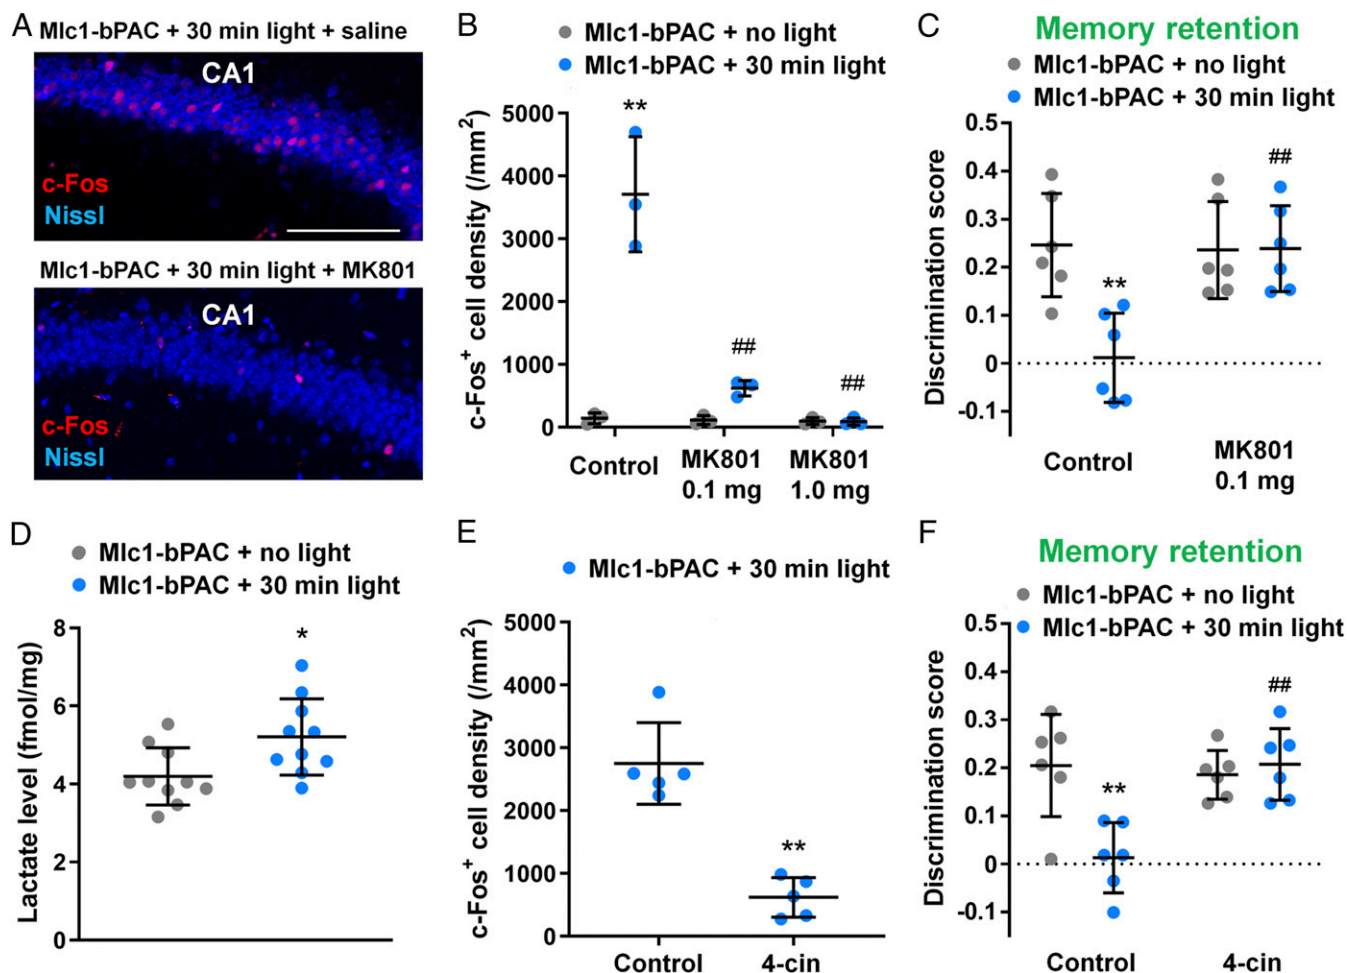 A
Mlc1-bPAC + 30 min light + saline
CA1
c-Fos
Nissl
Mlc1-bPAC + 30 min light + MK801
CA1
c-Fos
Nissl
B
Mlc1-bPAC + no light
Mlc1-bPAC + 30 min light
c-Fos⁺ cell density (/mm²)
5000
4000
3000
2000
1000
0
**
##
##
Control
MK801
0.1 mg
MK801
1.0 mg
C
Memory retention
Mlc1-bPAC + no light
Mlc1-bPAC + 30 min light
Discrimination score
0.5
0.4
0.3
0.2
0.1
0
-0.1
**
##
Control
MK801
0.1 mg
D
Mlc1-bPAC + no light
Mlc1-bPAC + 30 min light
Lactate level (fmol/mg)
8
6
4
2
0
*
E
Mlc1-bPAC + 30 min light
c-Fos⁺ cell density (/mm²)
5000
4000
3000
2000
1000
0
**
Control
4-cin
F
Memory retention
Mlc1-bPAC + no light
Mlc1-bPAC + 30 min light
Discrimination score
0.5
0.4
0.3
0.2
0.1
0
-0.1
**
##
Control
4-cin